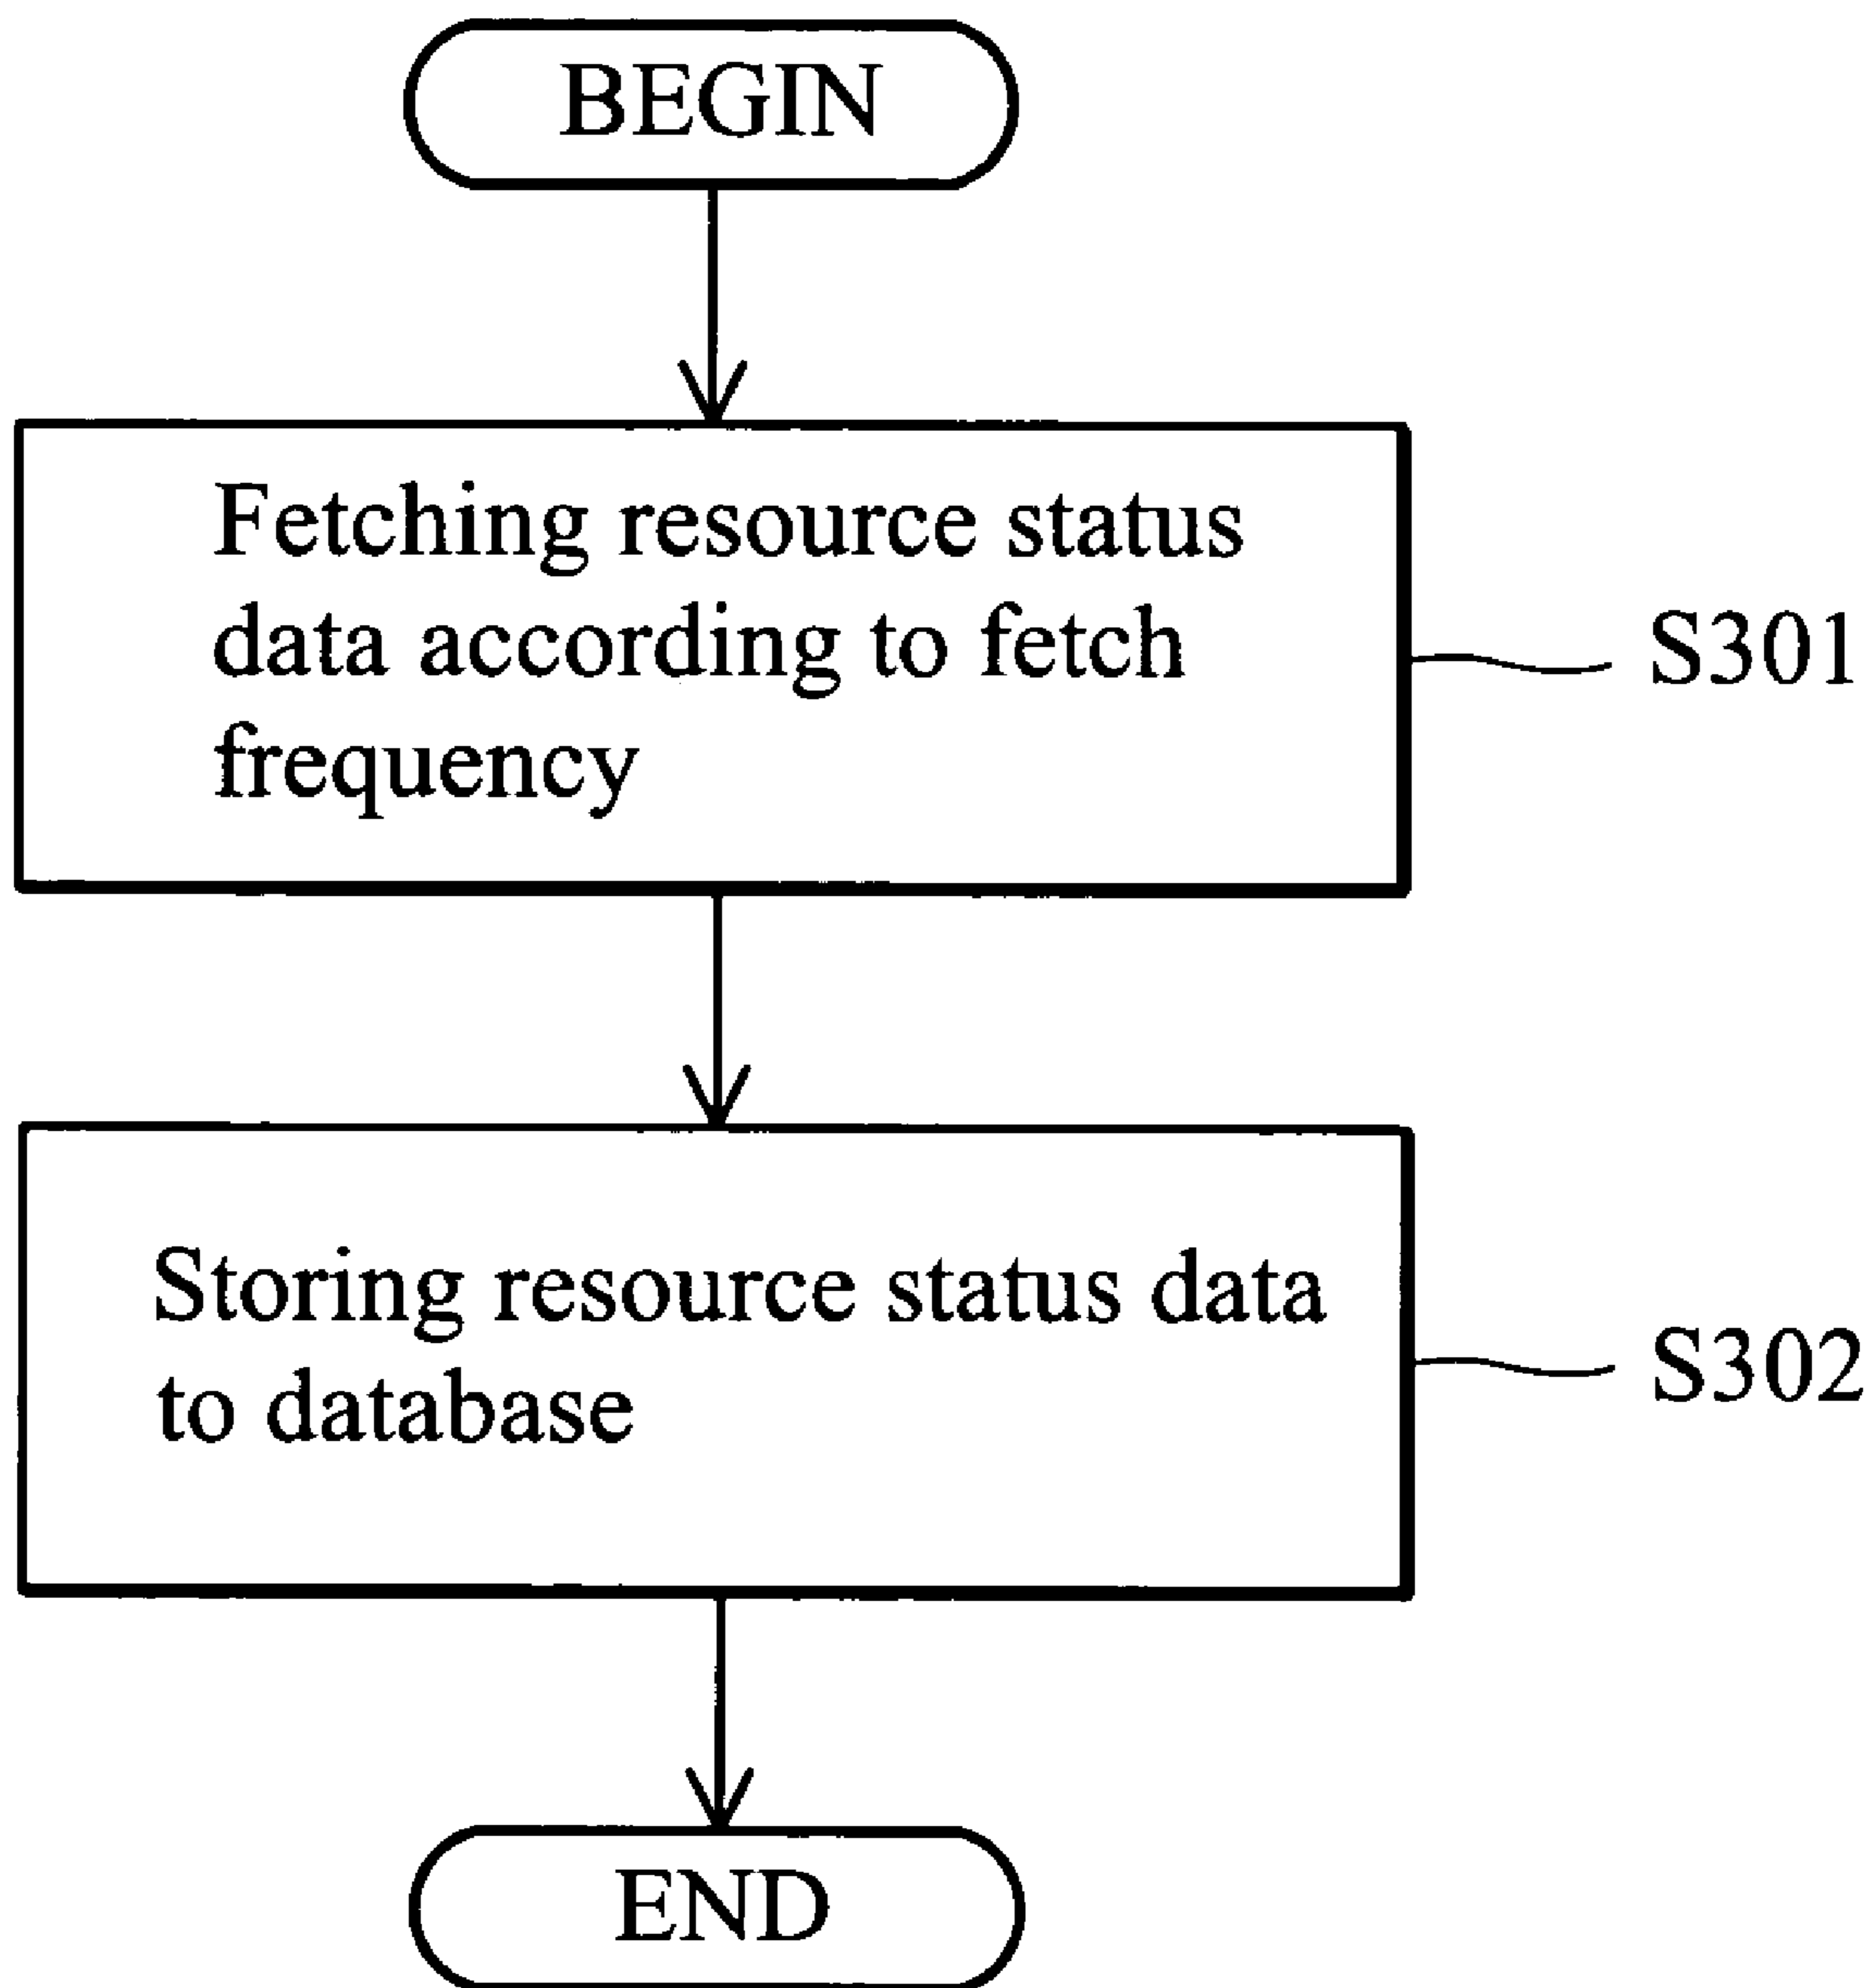 BEGIN
Fetching resource status
data according to fetch
frequency
S301
Storing resource status data
to database
S302
END